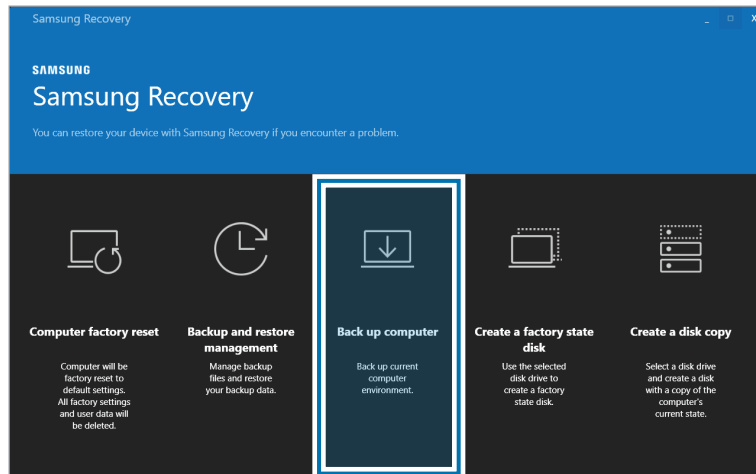 Samsung Recovery
SAMSUNG
Samsung Recovery
You can restore your device with Samsung Recovery if you encounter a problem.
Computer factory reset
Computer will be
factory reset to
default settings.
All factory settings
and user data will
be deleted.
Backup and restore
management
Manage backup
files and restore
your backup data.
Back up computer
Back up current
computer
environment.
Create a factory state
disk
Use the selected
disk drive to
create a factory
state disk.
Create a disk copy
Select a disk drive
and create a disk
with a copy of the
computer's
current state.